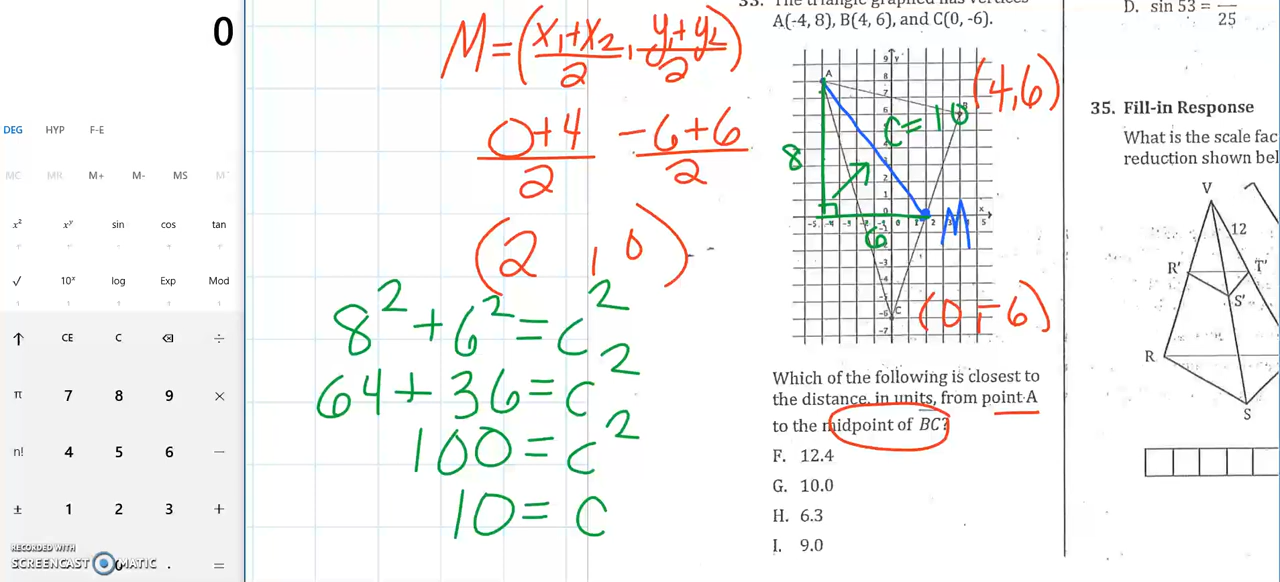 0
DEG HYP F-E
MC MR M+ M- MS M˅
x² xʸ sin cos tan
√ 10ˣ log Exp Mod
↑ CE C ⌫ ÷
π 7 8 9 ×
n! 4 5 6 −
± 1 2 3 +
0 . =
RECORDED WITH
SCREENCAST MATIC
M = (x₁+x₂/2, y₁+y₂/2)
0+4/2 -6+6/2
(2, 0)
8² + 6² = c²
64 + 36 = c²
100 = c²
10 = c
A(-4, 8), B(4, 6), and C(0, -6).
A
C
y
x
(4,6)
C = 10
8
6
M
(0, -6)
Which of the following is closest to
the distance, in units, from point A
to the midpoint of BC?
F. 12.4
G. 10.0
H. 6.3
I. 9.0
D. sin 53 = /25
35. Fill-in Response
What is the scale fac
reduction shown bel
V
12
R' T'
S'
R
S